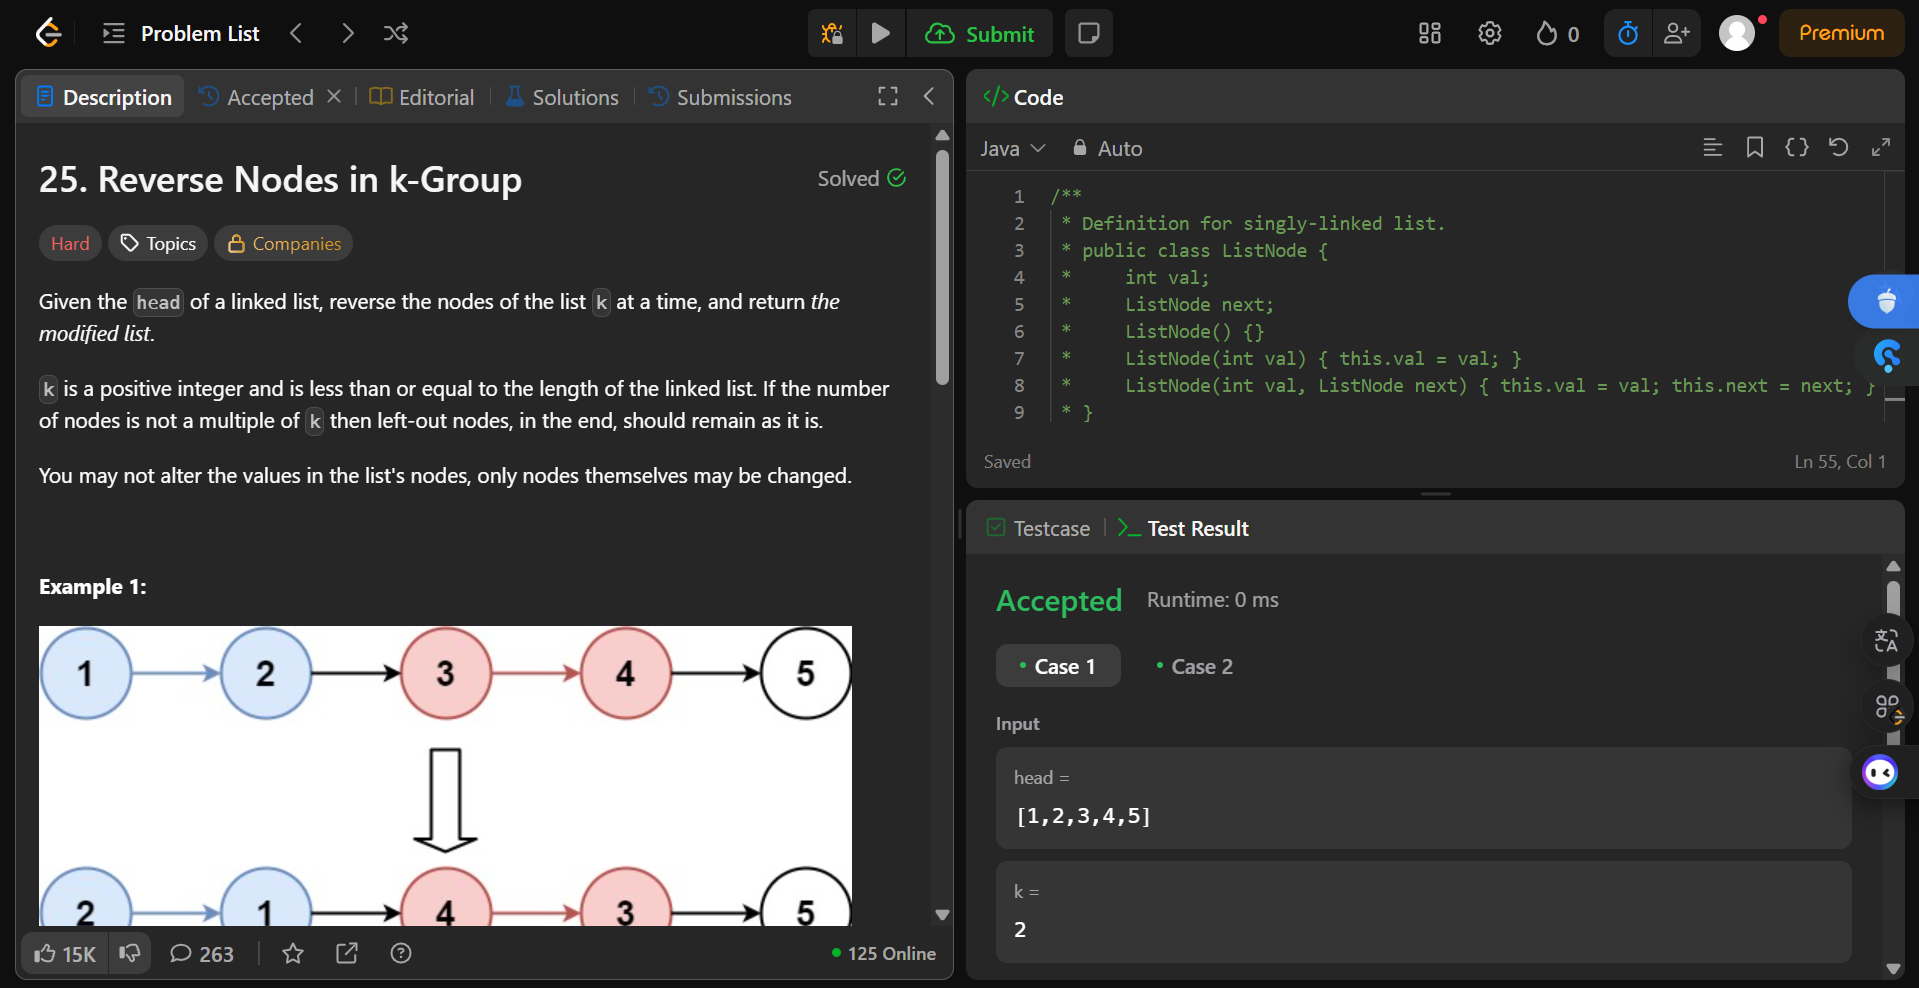 Problem List
Submit
0
Premium
Description
Accepted
Editorial
Solutions
Submissions
25. Reverse Nodes in k-Group
Solved
Hard
Topics
Companies
Given the head of a linked list, reverse the nodes of the list k at a time, and return the
modified list.
k is a positive integer and is less than or equal to the length of the linked list. If the number
of nodes is not a multiple of k then left-out nodes, in the end, should remain as it is.
You may not alter the values in the list's nodes, only nodes themselves may be changed.
Example 1:
1 2 3 4 5
2 1 4 3 5
15K
263
125 Online
Code
Java
Auto
1 /**
2 * Definition for singly-linked list.
3 * public class ListNode {
4 *     int val;
5 *     ListNode next;
6 *     ListNode() {}
7 *     ListNode(int val) { this.val = val; }
8 *     ListNode(int val, ListNode next) { this.val = val; this.next = next; }
9 * }
Saved
Ln 55, Col 1
Testcase
Test Result
Accepted
Runtime: 0 ms
Case 1
Case 2
Input
head =
[1,2,3,4,5]
k =
2